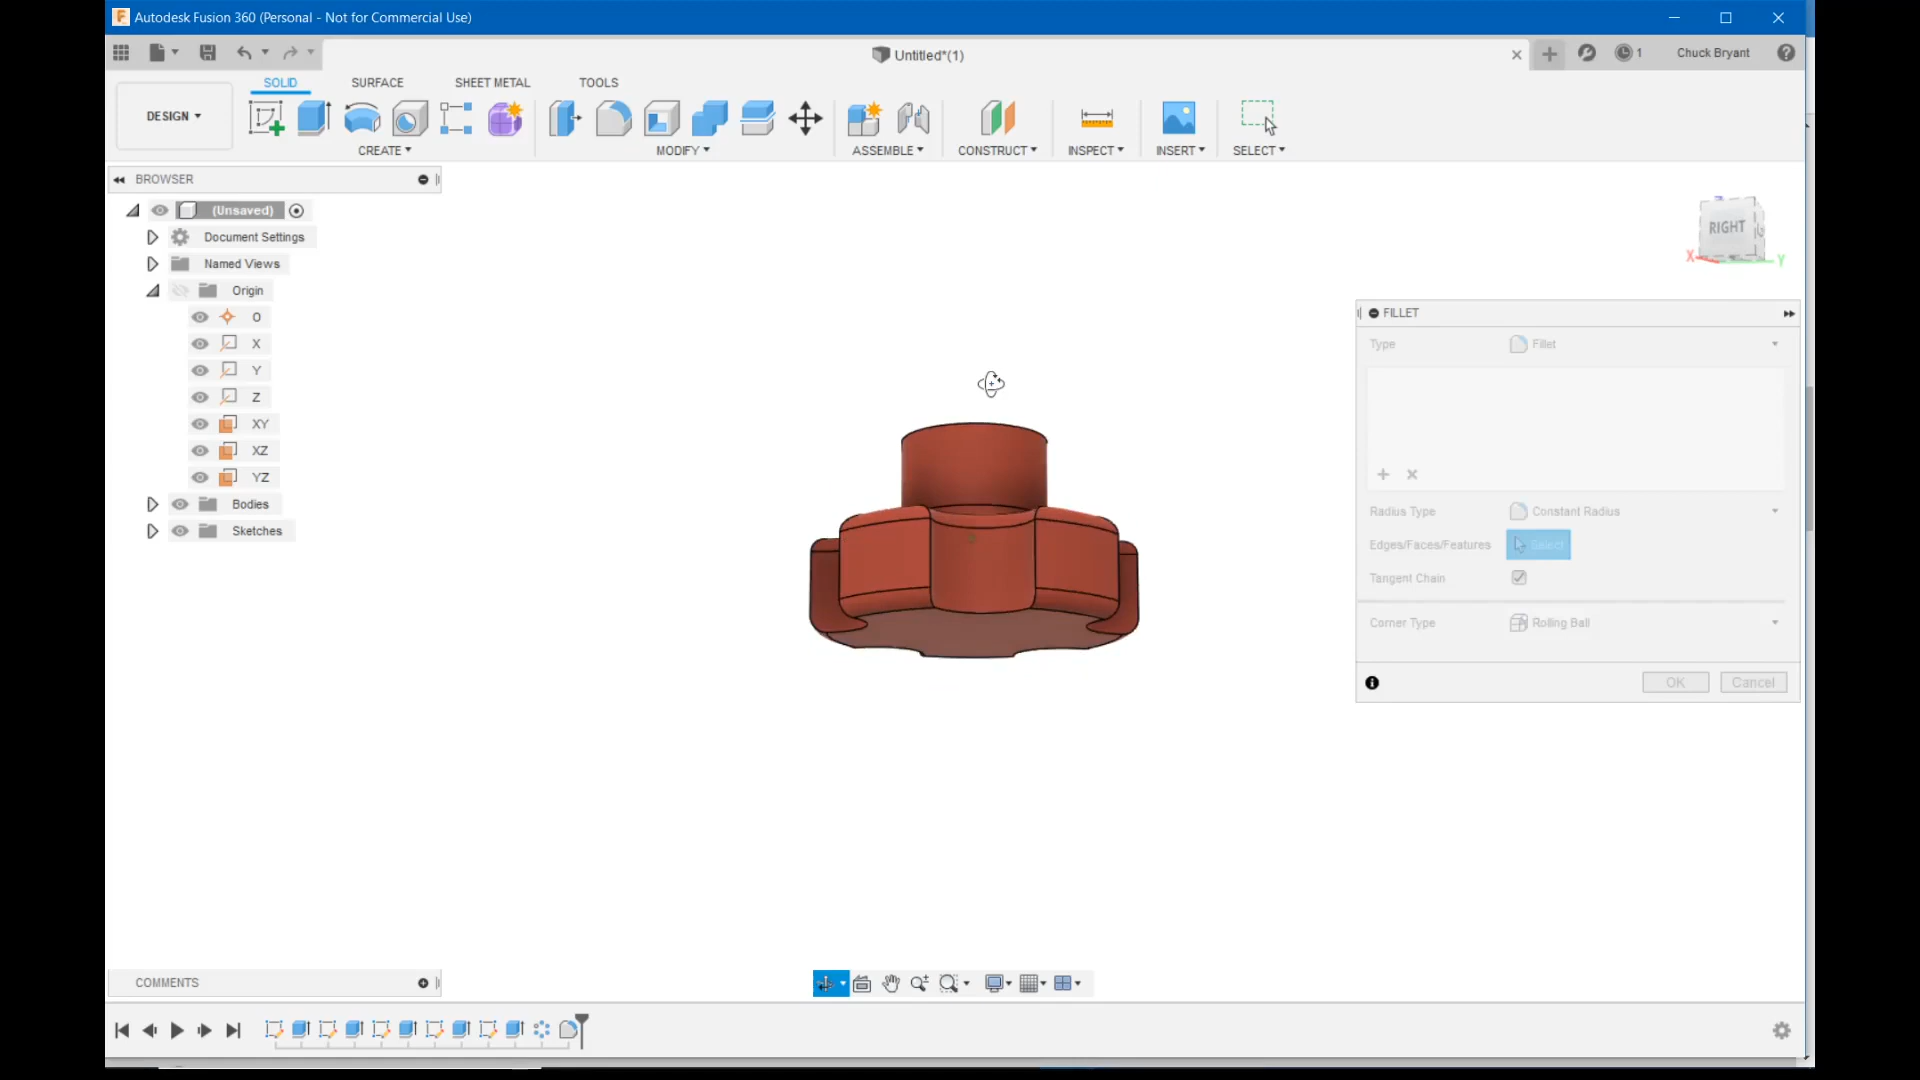 Autodesk Fusion 360 (Personal - Not for Commercial Use)
Untitled*(1)
1
Chuck Bryant
SOLID
SURFACE
SHEET METAL
TOOLS
DESIGN
CREATE
MODIFY
ASSEMBLE
CONSTRUCT
INSPECT
INSERT
SELECT
BROWSER
(Unsaved)
Document Settings
Named Views
Origin
O
X
Y
Z
XY
XZ
YZ
Bodies
Sketches
RIGHT
X
Y
FILLET
Type
Fillet
Radius Type
Constant Radius
Edges/Faces/Features
Select
Tangent Chain
Corner Type
Rolling Ball
OK
Cancel
COMMENTS